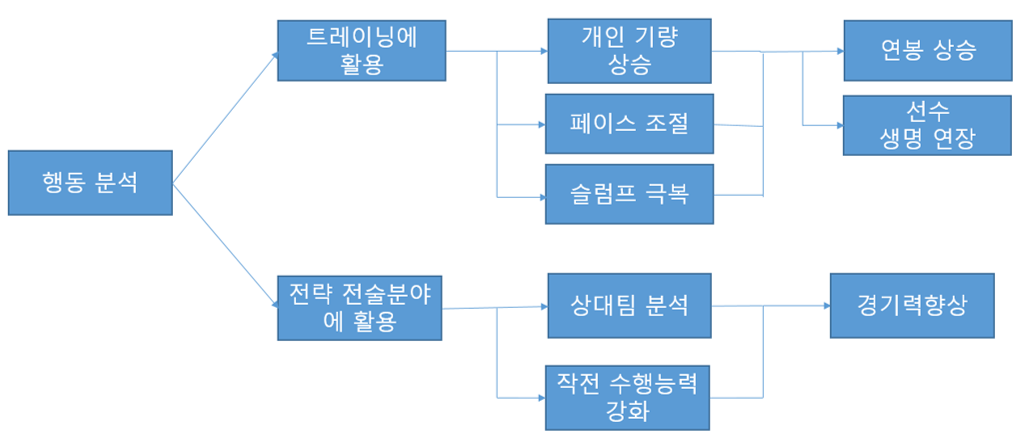 트레이닝에
활용
개인 기량
상승
연봉 상승
페이스 조절
선수
생명 연장
행동 분석
슬럼프 극복
전략 전술분야
에 활용
상대팀 분석
경기력향상
작전 수행능력
강화